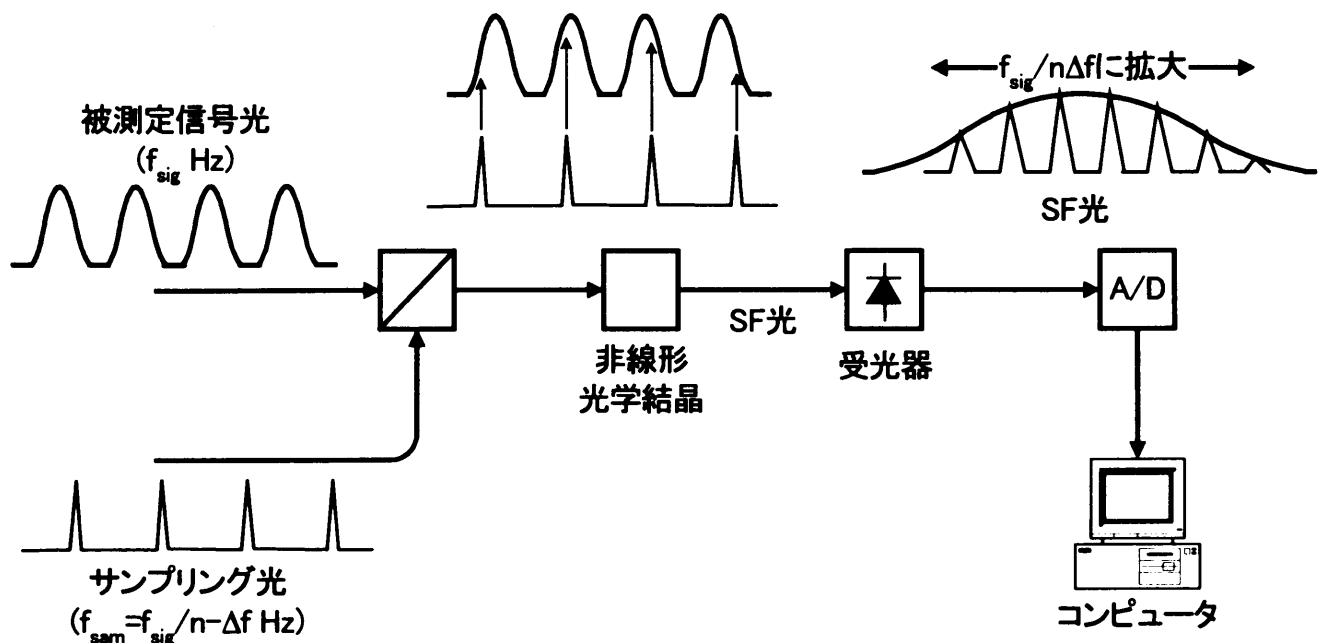 被測定信号光
(f_sig Hz)
f_sig/nΔfに拡大
SF光
SF光
A/D
非線形
光学結晶
受光器
サンプリング光
(f_sam=f_sig/n-Δf Hz)
コンピュータ